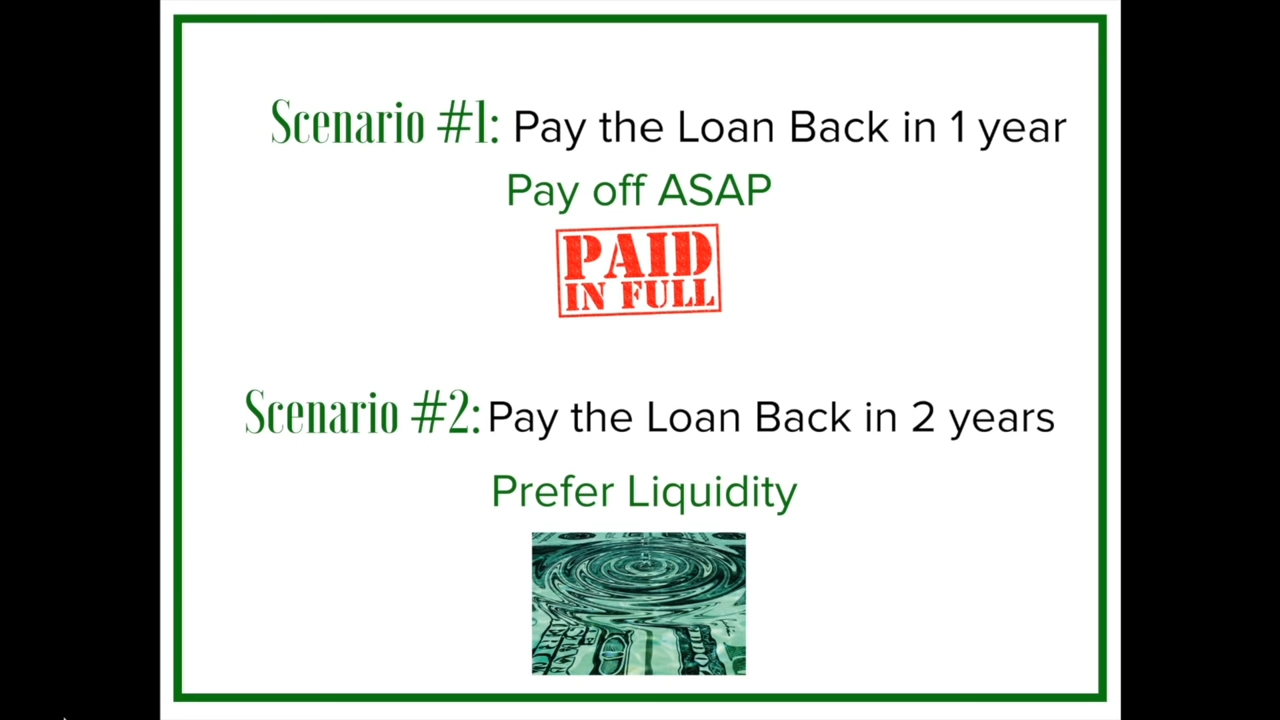 Scenario #1: Pay the Loan Back in 1 year
Pay off ASAP
PAID
IN FULL
Scenario #2: Pay the Loan Back in 2 years
Prefer Liquidity